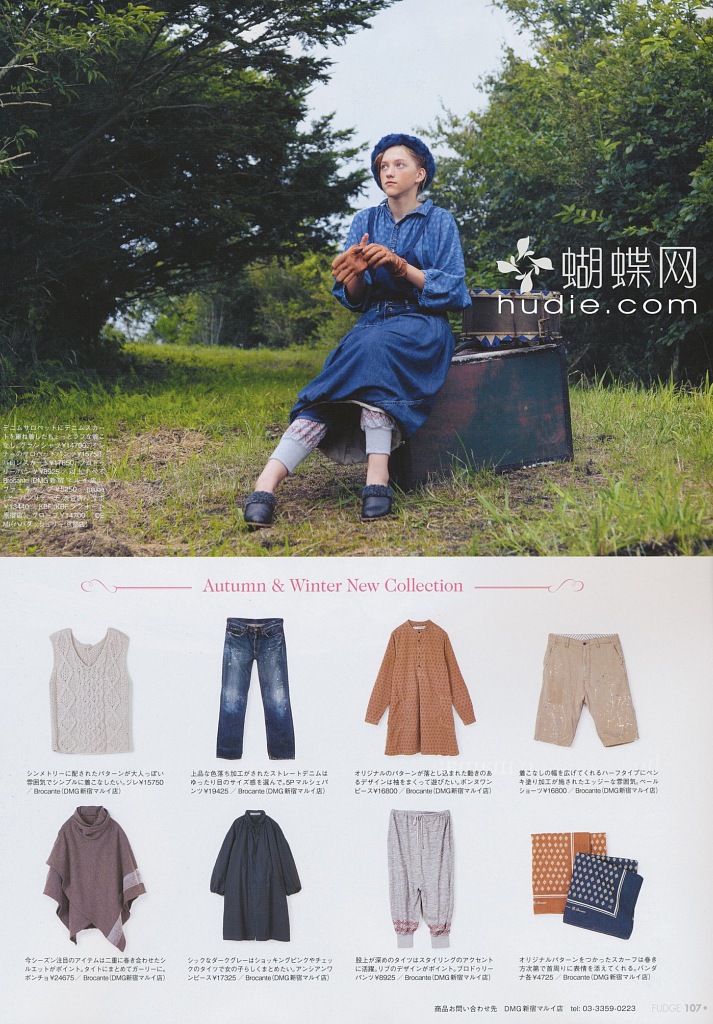 蝴蝶网
hudie.com
デニムサロペットにデニムスカー
トを重ね着したちょっとラフな着こ
Brocante(DMG新宿マルイ店)
Autumn & Winter New Collection
シンメトリーに配されたパターンが大人っぽい
雰囲気でシンプルに着こなしたい。ジレ¥15750
／Brocante(DMG新宿マルイ店)
上品な色落ち加工がされたストレートデニムは
ゆったり目のサイズ感を選んで。5Pマルシェパ
ンツ¥19425／Brocante(DMG新宿マルイ店)
オリジナルのパターンが落とし込まれた動きのあ
るデザインは袖をまくって遊びたい。ボンズワン
ピース¥16800／Brocante(DMG新宿マルイ店)
着こなしの幅を広げてくれるハーフタイプにペン
キ塗り加工が施されたエッジーな雰囲気。ペール
ショーツ¥16800／Brocante(DMG新宿マルイ店)
今シーズン注目のアイテムは二重に巻き合わせたシ
ルエットがポイント。タイトにまとめてガーリーに。
ポンチョ¥24675／Brocante(DMG新宿マルイ店)
シックなダークグレーはショッキングピンクやチェック
のタイツで女の子らしくまとめたい。アンシアンワ
ンピース¥17325／Brocante(DMG新宿マルイ店)
股上が深めのタイツはスタイリングのアクセント
に活躍。リブのデザインがポイント。プロドゥリー
パンツ¥8925／Brocante(DMG新宿マルイ店)
オリジナルパターンをつかったスカーフは巻き
方次第で首周りに表情を添えてくれる。バンダ
ナ各¥4725／Brocante(DMG新宿マルイ店)
商品お問い合わせ先 DMG新宿マルイ店 tel: 03-3359-0223
FUDGE 107